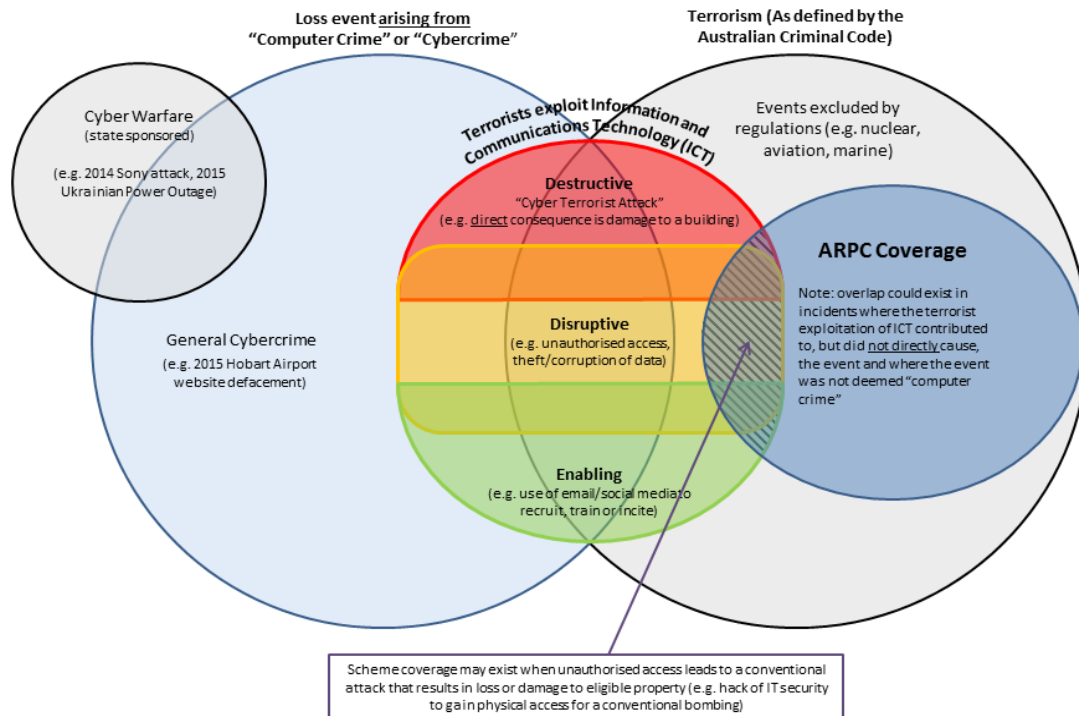 Loss event arising from
"Computer Crime" or "Cybercrime"
Terrorism (As defined by the
Australian Criminal Code)
Cyber Warfare
(state sponsored)
(e.g. 2014 Sony attack, 2015
Ukrainian Power Outage)
Terrorists exploit Information and
Communications Technology (ICT)
Events excluded by
regulations (e.g. nuclear,
aviation, marine)
Destructive
"Cyber Terrorist Attack"
(e.g. direct consequence is damage to a building)
ARPC Coverage
Note: overlap could exist in
incidents where the terrorist
exploitation of ICT contributed
to, but did not directly cause,
the event and where the event
was not deemed "computer
crime"
General Cybercrime
(e.g. 2015 Hobart Airport
website defacement)
Disruptive
(e.g. unauthorised access,
theft/corruption of data)
Enabling
(e.g. use of email/social media to
recruit, train or incite)
Scheme coverage may exist when unauthorised access leads to a conventional
attack that results in loss or damage to eligible property (e.g. hack of IT security
to gain physical access for a conventional bombing)